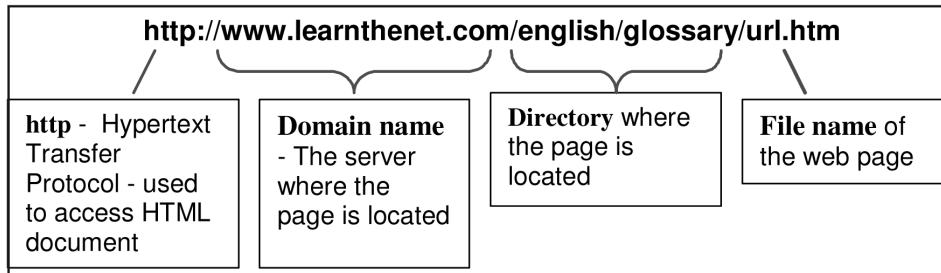 http://www.learnthenet.com/english/glossary/url.htm
http - Hypertext
Transfer
Protocol - used
to access HTML
document
Domain name
- The server
where the
page is located
Directory where
the page is
located
File name of
the web page